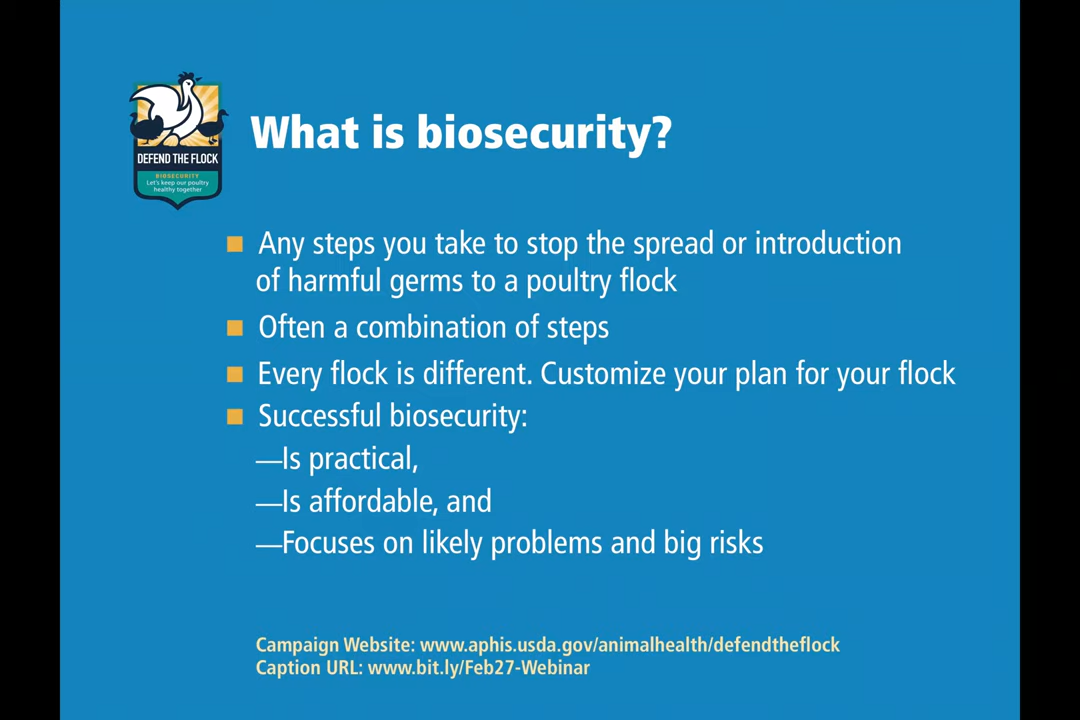 DEFEND THE FLOCK
BIOSECURITY
Let's keep our poultry
healthy together
What is biosecurity?
Any steps you take to stop the spread or introduction
of harmful germs to a poultry flock
Often a combination of steps
Every flock is different. Customize your plan for your flock
Successful biosecurity:
—Is practical,
—Is affordable, and
—Focuses on likely problems and big risks
Campaign Website: www.aphis.usda.gov/animalhealth/defendtheflock
Caption URL: www.bit.ly/Feb27-Webinar